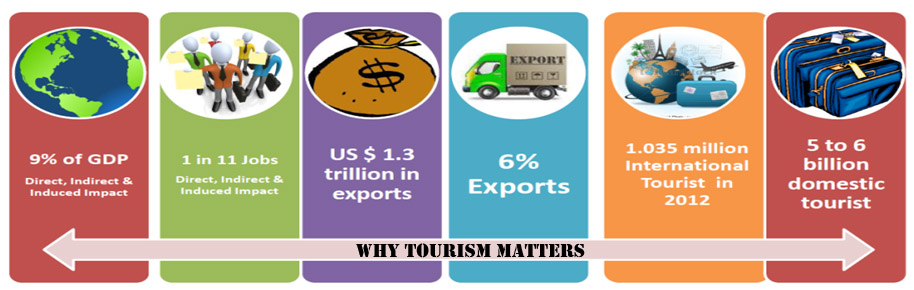 9% of GDP
Direct, Indirect &
Induced Impact
1 in 11 Jobs
Direct, Indirect &
Induced Impact
$
US $ 1.3
trillion in
exports
EXPORT
6%
Exports
1.035 million
International
Tourist in
2012
5 to 6
billion
domestic
tourist
WHY TOURISM MATTERS